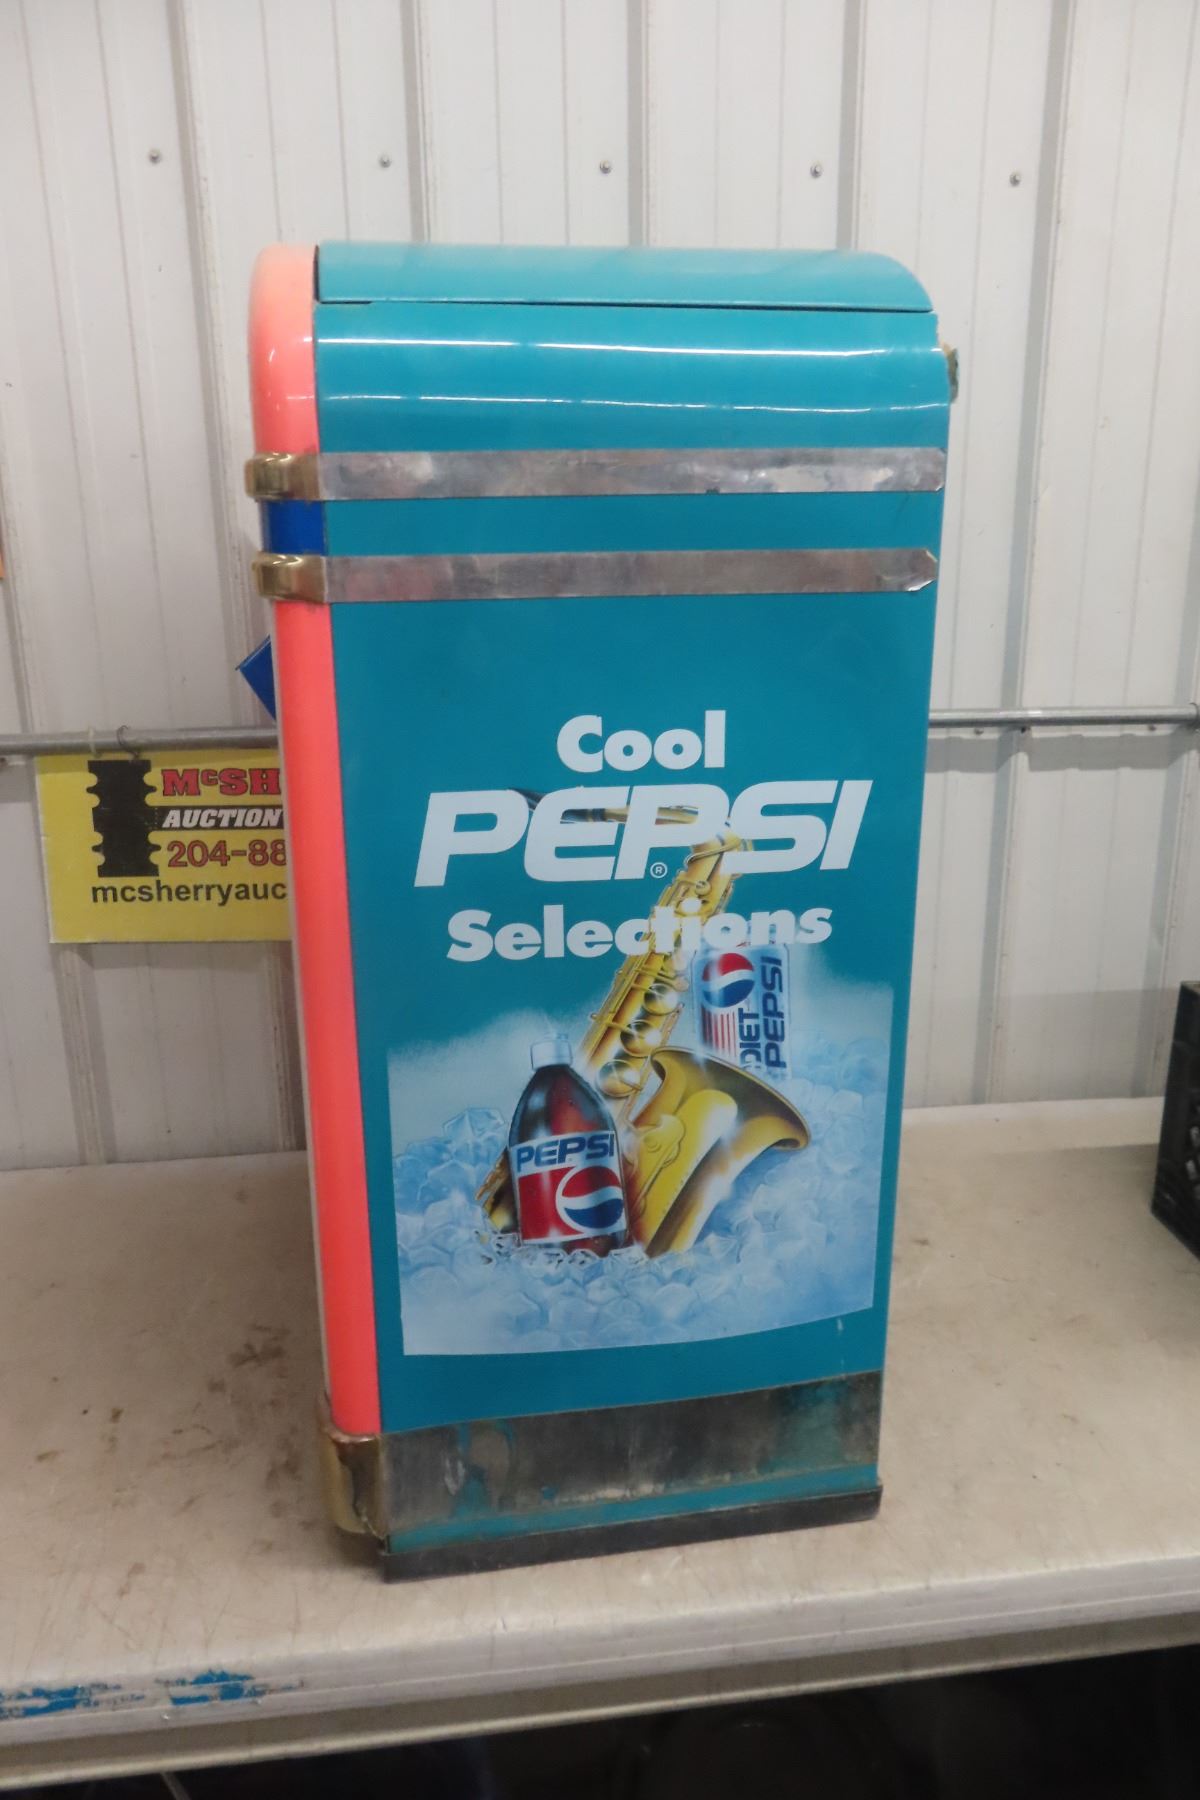 Cool
PEPSI
®
Selections
DIET
PEPSI
PEPSI
McSH
AUCTION
204-88
mcsherryauc